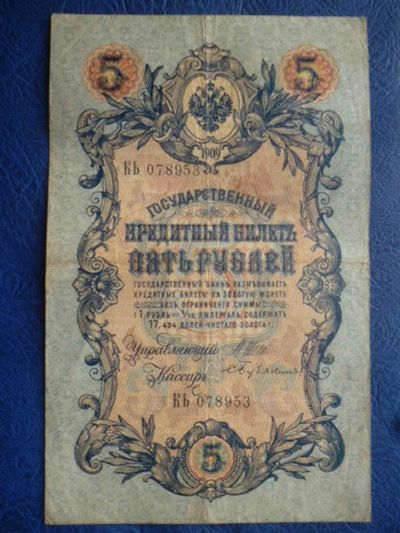 5 5
1909
КЬ 078953
ГОСУДАРСТВЕННЫЙ
КРЕДИТНЫЙ БИЛЕТЪ
ПЯТЬ РУБЛЕЙ
ГОСУДАРСТВЕННЫЙ БАНКЪ РАЗМѢНИВАЕТЪ
КРЕДИТНЫЕ БИЛЕТЫ НА ЗОЛОТУЮ МОНЕТУ
БЕЗЪ ОГРАНИЧЕНІЯ СУММЫ
(1 РУБЛЬ = 1/15 ИМПЕРІАЛА, СОДЕРЖИТЪ
17,424 ДОЛЕЙ ЧИСТАГО ЗОЛОТА).
Управляющій
Кассиръ
КЬ 078953
5